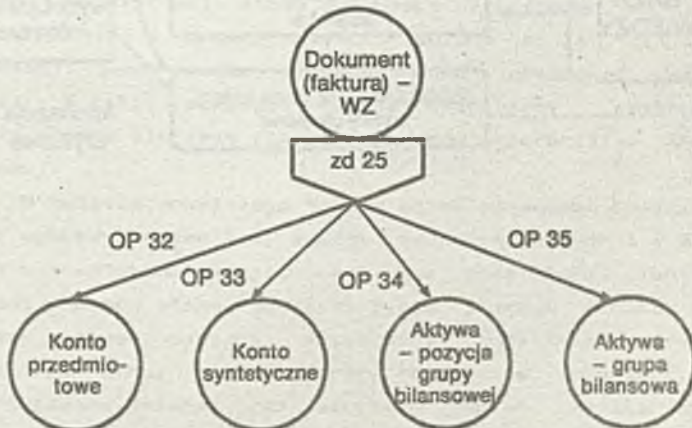 Dokument
(faktura) –
WZ
zd 25
OP 32
OP 33
OP 34
OP 35
Konto
przedmio-
towe
Konto
syntetyczne
Aktywa
– pozycja
grupy
bilansowej
Aktywa
– grupa
bilansowa